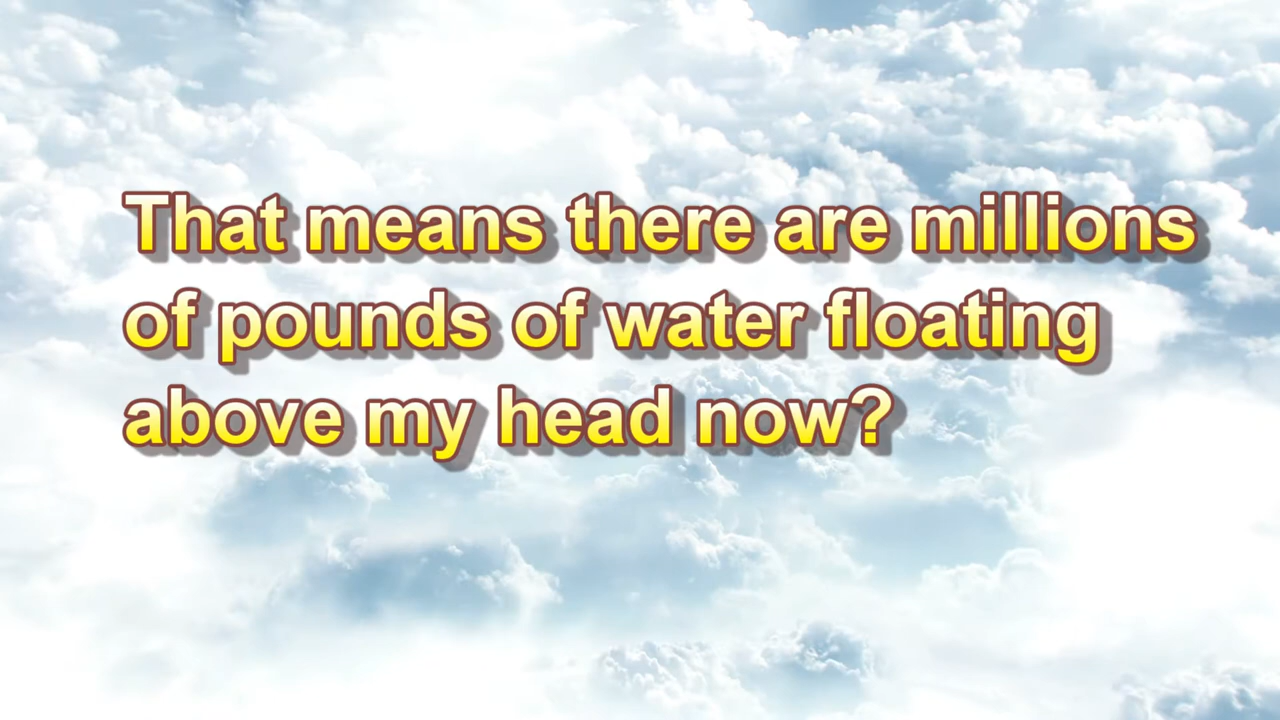 That means there are millions
of pounds of water floating
above my head now?